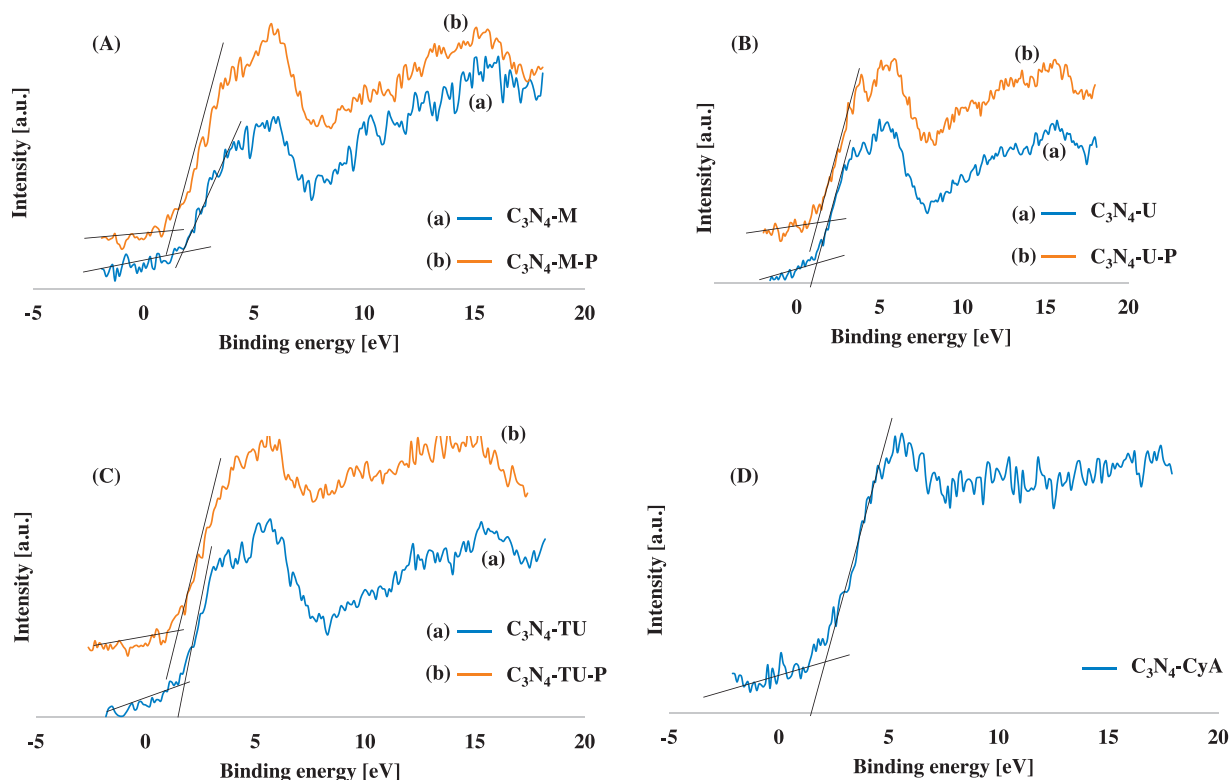 (A)
(b)
(a)
Intensity [a.u.]
(a) C₃N₄-M
(b) C₃N₄-M-P
-5 0 5 10 15 20
Binding energy [eV]
(B)
(b)
(a)
Intensity [a.u.]
(a) C₃N₄-U
(b) C₃N₄-U-P
-5 0 5 10 15 20
Binding energy [eV]
(C)
(b)
(a)
Intensity [a.u.]
(a) C₃N₄-TU
(b) C₃N₄-TU-P
-5 0 5 10 15 20
Binding energy [eV]
(D)
Intensity [a.u.]
C₃N₄-CyA
-5 0 5 10 15 20
Binding energy [eV]